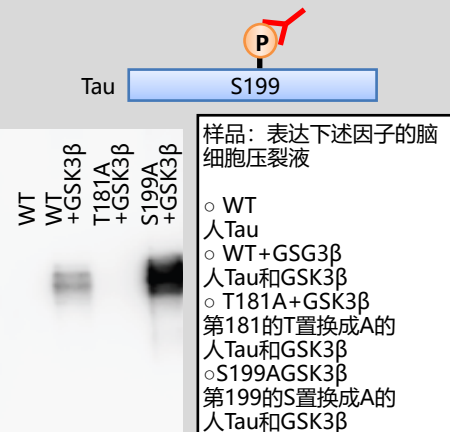 P
Tau
S199
WT
WT
+GSK3β
T181A
+GSK3β
S199A
+GSK3β
样品：表达下述因子的脑
细胞压裂液
○ WT
人Tau
○ WT+GSG3β
人Tau和GSK3β
○ T181A+GSK3β
第181的T置换成A的
人Tau和GSK3β
○S199AGSK3β
第199的S置换成A的
人Tau和GSK3β